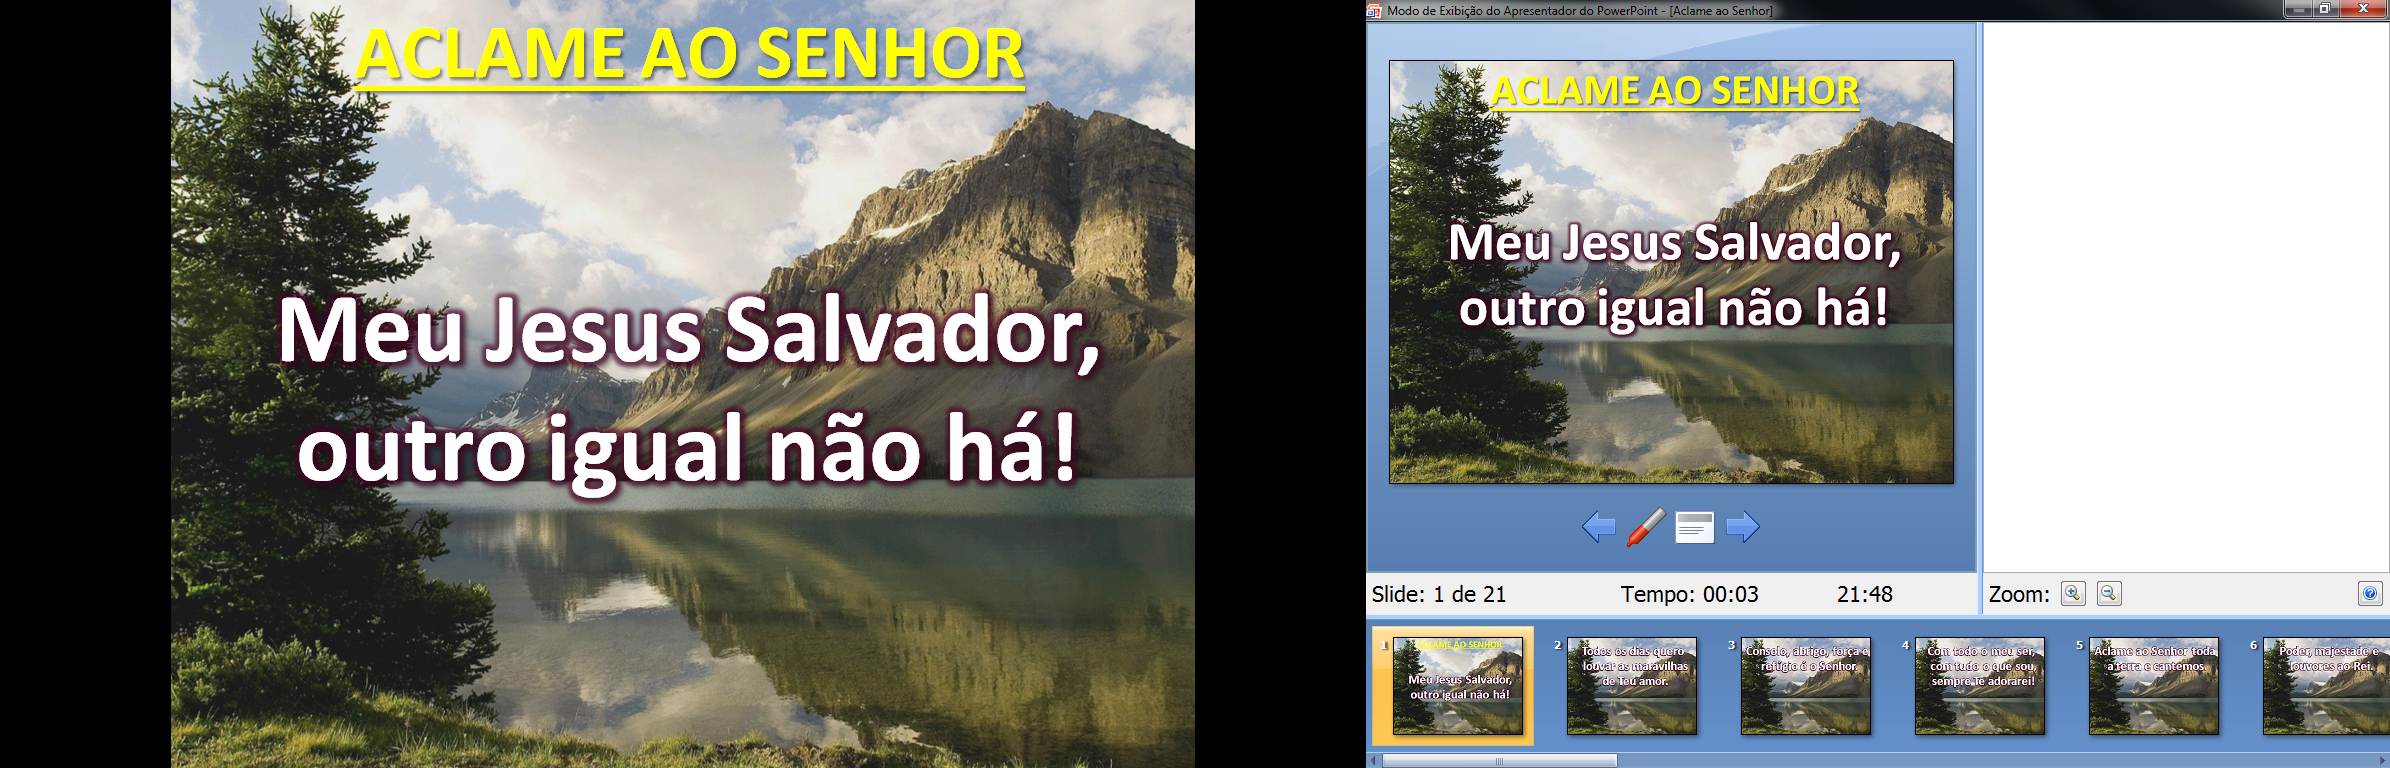 ACLAME AO SENHOR
Meu Jesus Salvador,
outro igual não há!
Modo de Exibição do Apresentador do PowerPoint - [Aclame ao Senhor]
ACLAME AO SENHOR
Meu Jesus Salvador,
outro igual não há!
Slide: 1 de 21
Tempo: 00:03
21:48
Zoom:
1
ACLAME AO SENHOR
Meu Jesus Salvador,
outro igual não há!
2
Todos os dias quero
louvar as maravilhas
de Teu amor.
3
Consolo, abrigo, força e
refúgio é o Senhor.
4
Com todo o meu ser,
com tudo o que sou,
sempre Te adorarei!
5
Aclame ao Senhor toda
a terra e cantemos.
6
Poder, majestade e
louvores ao Rei.